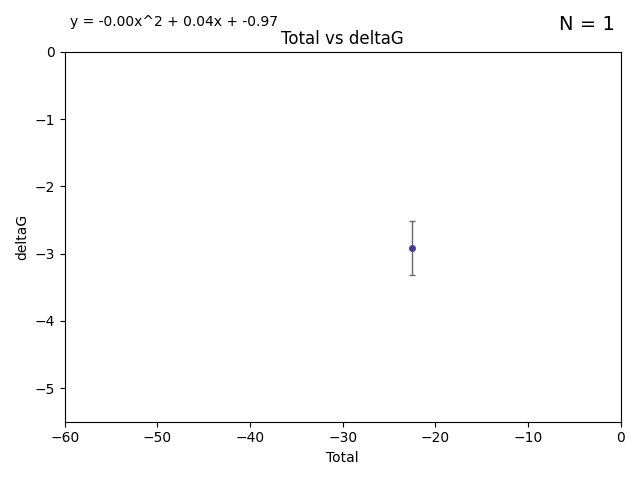 y = -0.00x^2 + 0.04x + -0.97
N = 1
Total vs deltaG
0
−1
−2
−3
−4
−5
deltaG
−60 −50 −40 −30 −20 −10 0
Total